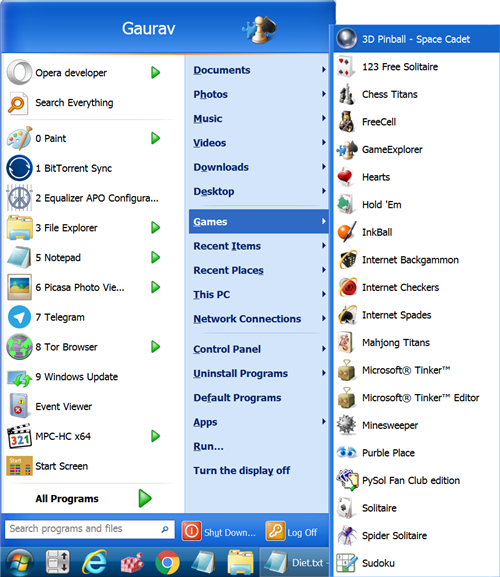 Gaurav
Opera developer
Search Everything
0 Paint
1 BitTorrent Sync
2 Equalizer APO Configura...
3 File Explorer
5 Notepad
6 Picasa Photo Vie...
7 Telegram
8 Tor Browser
9 Windows Update
Event Viewer
321
MPC-HC x64
Start
Start Screen
All Programs
Search programs and files
Documents
Photos
Music
Videos
Downloads
Desktop
Games
Recent Items
Recent Places
This PC
Network Connections
Control Panel
Uninstall Programs
Default Programs
Apps
Run...
Turn the display off
Shut Down...
Log Off
3D Pinball - Space Cadet
123 Free Solitaire
Chess Titans
FreeCell
GameExplorer
Hearts
Hold 'Em
InkBall
Internet Backgammon
Internet Checkers
Internet Spades
Mahjong Titans
Microsoft® Tinker™
Microsoft® Tinker™ Editor
Minesweeper
Purble Place
PySol Fan Club edition
Solitaire
Spider Solitaire
Sudoku
Diet.txt -